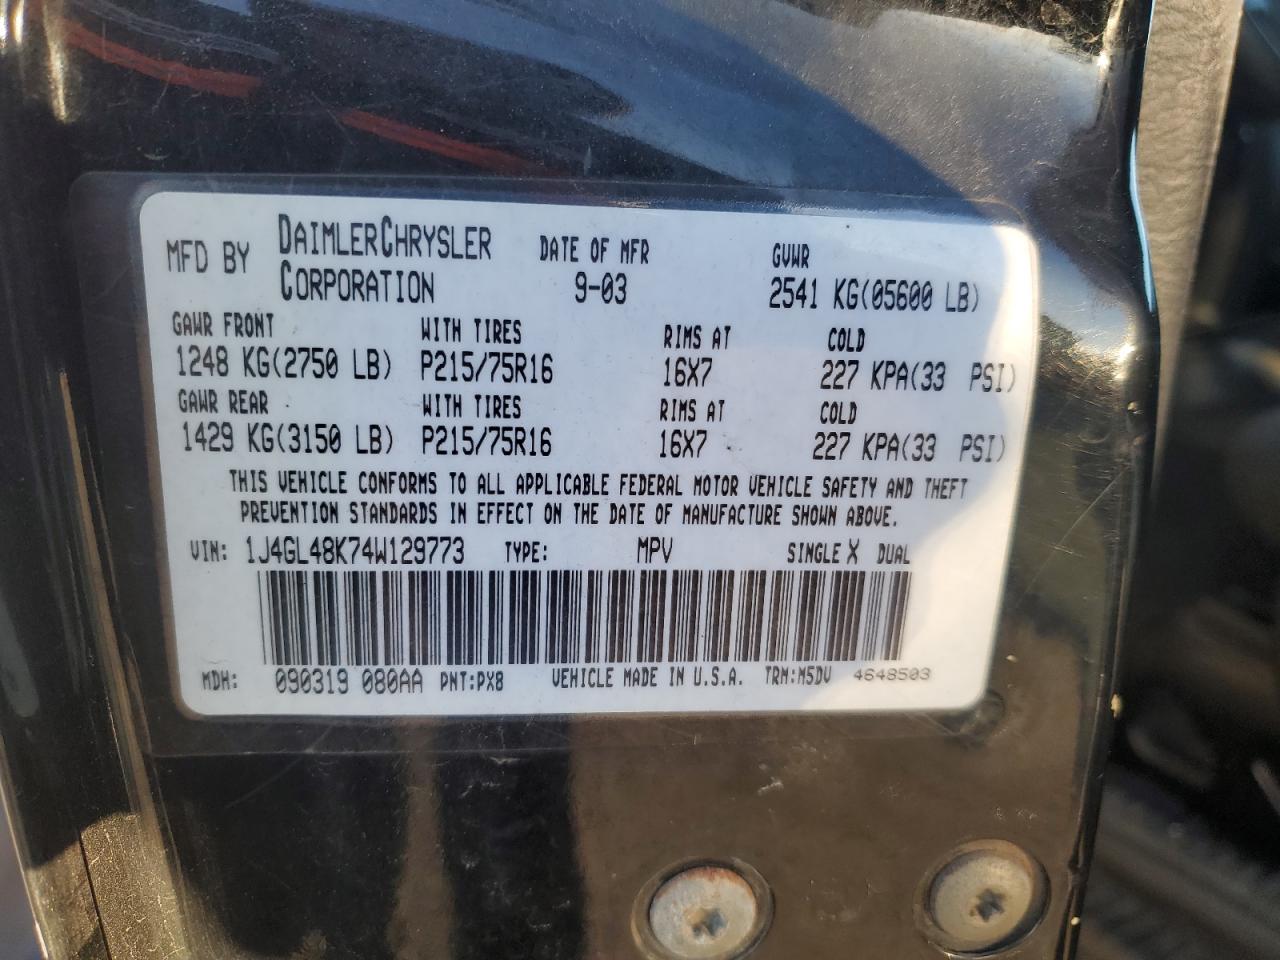 MFD BY DAIMLERCHRYSLER CORPORATION DATE OF MFR 9-03 GVWR 2541 KG(05600 LB)
GAWR FRONT WITH TIRES RIMS AT COLD
1248 KG(2750 LB) P215/75R16 16X7 227 KPA(33 PSI)
GAWR REAR WITH TIRES RIMS AT COLD
1429 KG(3150 LB) P215/75R16 16X7 227 KPA(33 PSI)
THIS VEHICLE CONFORMS TO ALL APPLICABLE FEDERAL MOTOR VEHICLE SAFETY AND THEFT
PREVENTION STANDARDS IN EFFECT ON THE DATE OF MANUFACTURE SHOWN ABOVE.
VIN: 1J4GL48K74W129773 TYPE: MPV SINGLE X DUAL
MDH: 090319 080AA PNT:PX8 VEHICLE MADE IN U.S.A. TRM:M5DV 4648503